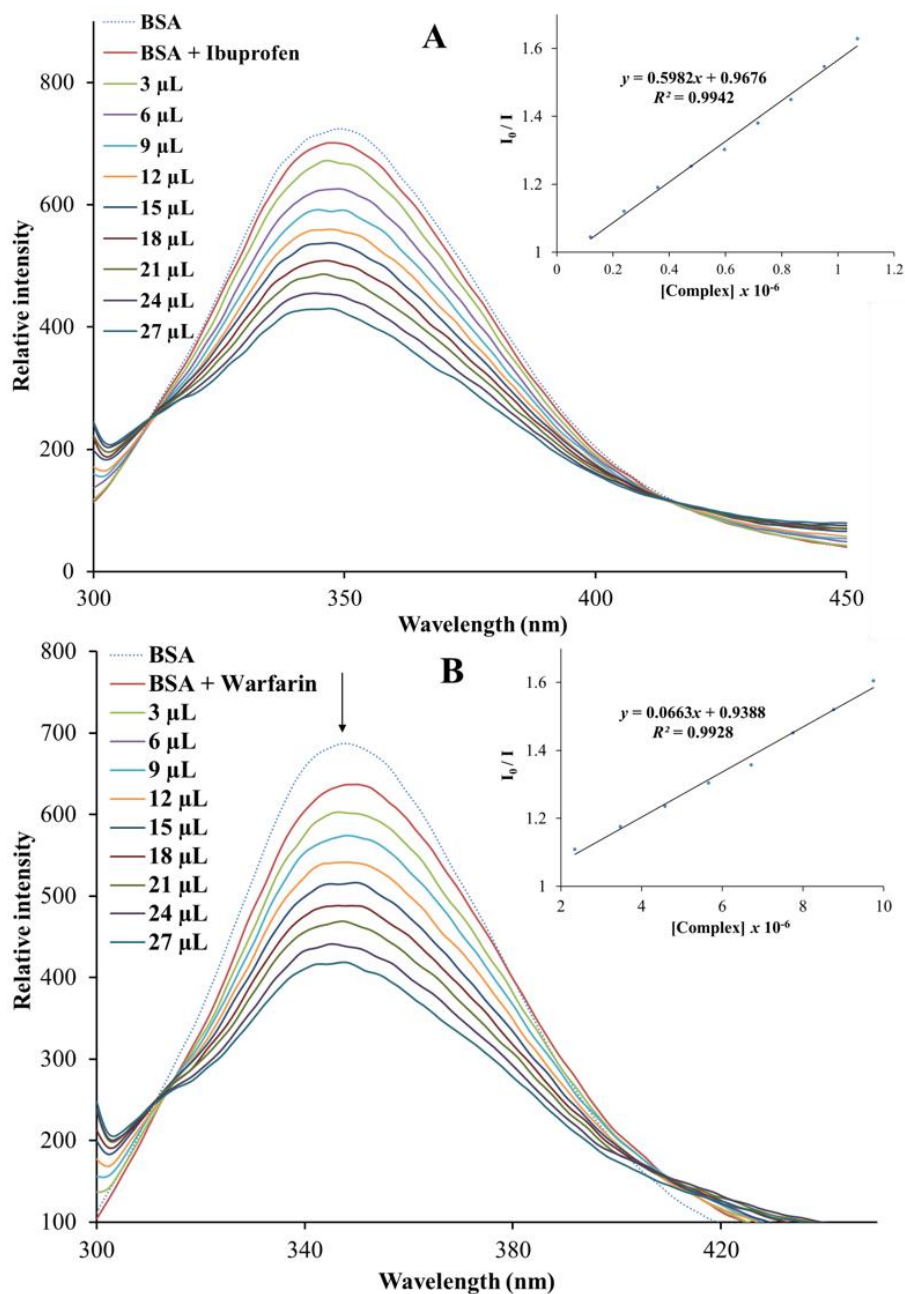 A
BSA
BSA + Ibuprofen
3 µL
6 µL
9 µL
12 µL
15 µL
18 µL
21 µL
24 µL
27 µL
800
600
400
200
0
Relative intensity
300
350
400
450
Wavelength (nm)
y = 0.5982x + 0.9676
R² = 0.9942
1.6
1.4
1.2
1
I₀ / I
0
0.2
0.4
0.6
0.8
1
1.2
[Complex] x 10⁻⁶
B
BSA
BSA + Warfarin
3 µL
6 µL
9 µL
12 µL
15 µL
18 µL
21 µL
24 µL
27 µL
800
700
600
500
400
300
200
100
Relative intensity
300
340
380
420
Wavelength (nm)
y = 0.0663x + 0.9388
R² = 0.9928
1.6
1.4
1.2
1
I₀ / I
2
4
6
8
10
[Complex] x 10⁻⁶